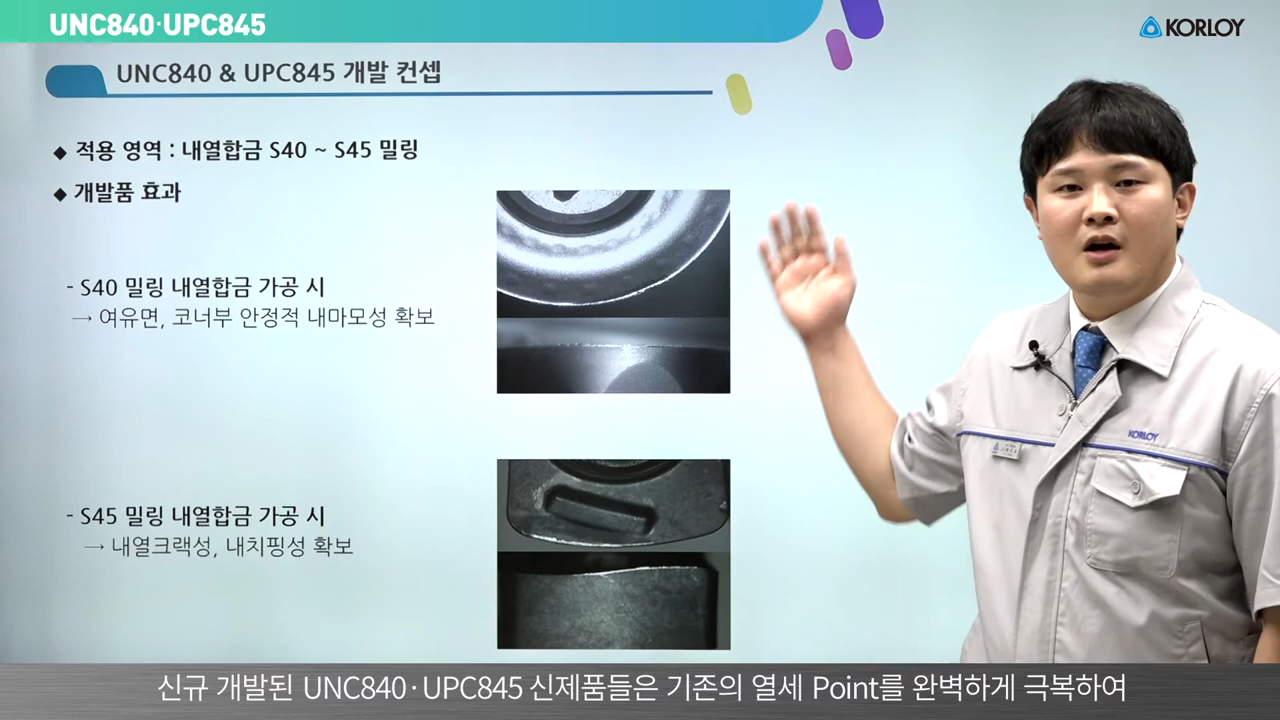 UNC840·UPC845
KORLOY
UNC840 & UPC845 개발 컨셉
◆ 적용 영역 : 내열합금 S40 ~ S45 밀링
◆ 개발품 효과
- S40 밀링 내열합금 가공 시
→ 여유면, 코너부 안정적 내마모성 확보
KORLOY
- S45 밀링 내열합금 가공 시
→ 내열크랙성, 내치핑성 확보
신규 개발된 UNC840·UPC845 신제품들은 기존의 열세 Point를 완벽하게 극복하여